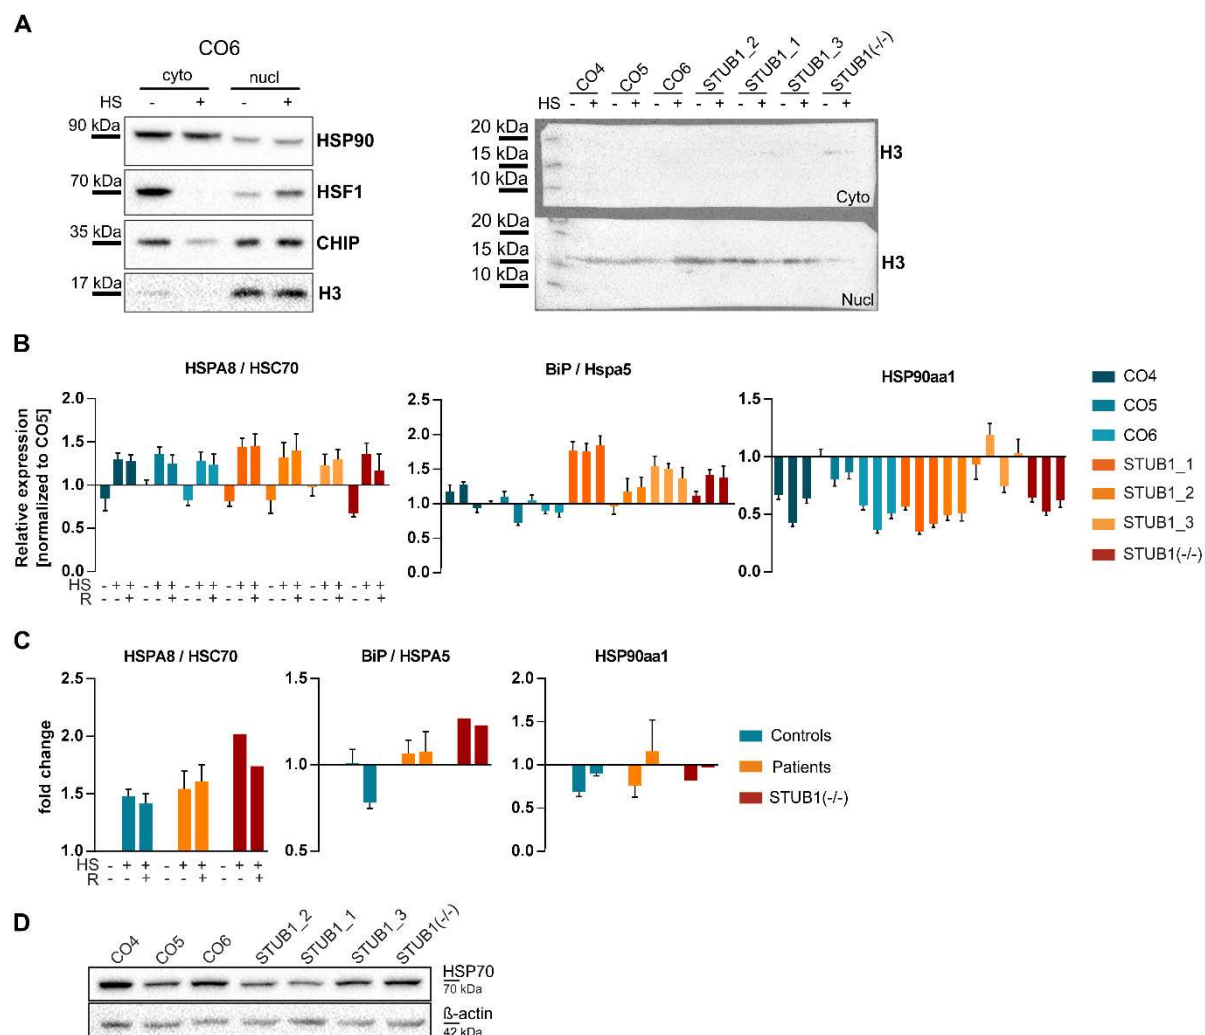 A
CO6
cyto nucl
HS - + - +
90 kDa HSP90
70 kDa HSF1
35 kDa CHIP
17 kDa H3
CO4 CO5 CO6 STUB1_2 STUB1_1 STUB1_3 STUB1(-/-)
HS - + - + - + - + - + - + - +
20 kDa
15 kDa H3
10 kDa
Cyto
20 kDa
15 kDa
H3
10 kDa
Nucl
B
HSPA8 / HSC70
Relative expression
[normalized to CO5]
2.0
1.5
1.0
0.5
0.0
HS - + + - + + - + + - + + - + + - + + - + +
R - - + - - + - - + - - + - - + - - + - - +
BiP / Hspa5
2.5
2.0
1.5
1.0
0.5
0.0
HSP90aa1
1.5
1.0
0.5
0.0
CO4
CO5
CO6
STUB1_1
STUB1_2
STUB1_3
STUB1(-/-)
C
HSPA8 / HSC70
fold change
2.5
2.0
1.5
1.0
HS - + + - + + - + +
R - - + - - + - - +
BiP / HSPA5
1.5
1.0
0.5
HSP90aa1
2.0
1.5
1.0
0.5
0.0
Controls
Patients
STUB1(-/-)
D
CO4 CO5 CO6 STUB1_2 STUB1_1 STUB1_3 STUB1(-/-)
HSP70
70 kDa
ß-actin
42 kDa